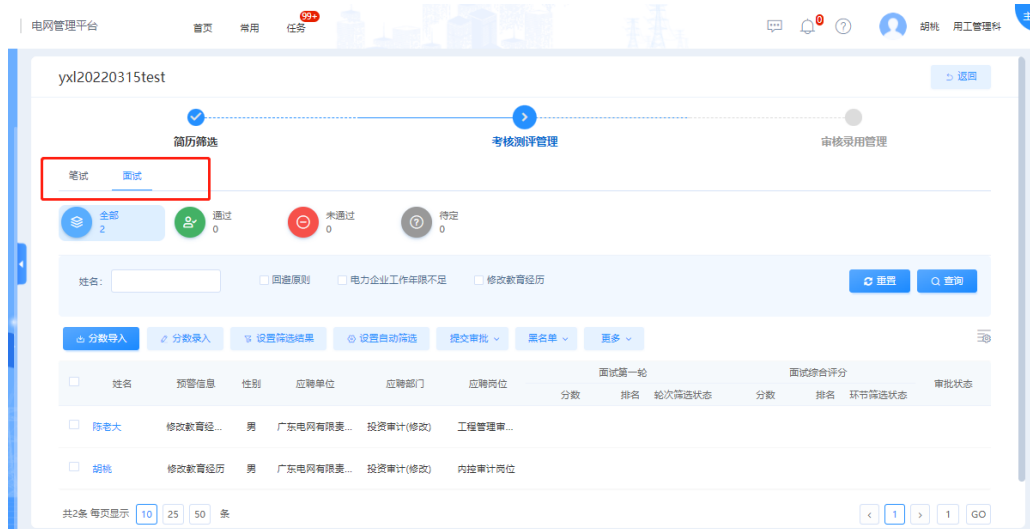 电网管理平台 首页 常用 任务 99+ 0 胡桃 用工管理科 主
yxl20220315test 返回
简历筛选 考核测评管理 审核录用管理
笔试 面试
全部 通过 未通过 待定
2 0 0 0
姓名: 回避原则 电力企业工作年限不足 修改教育经历 重置 查询
分数导入 分数录入 设置筛选结果 设置自动筛选 提交审批 黑名单 更多
面试第一轮 面试综合评分
姓名 预警信息 性别 应聘单位 应聘部门 应聘岗位 审批状态
分数 排名 轮次筛选状态 分数 排名 环节筛选状态
陈老大 修改教育经... 男 广东电网有限责... 投资审计(修改) 工程管理审...
胡桃 修改教育经历 男 广东电网有限责... 投资审计(修改) 内控审计岗位
共2条 每页显示 10 25 50 条 < 1 > 1 GO